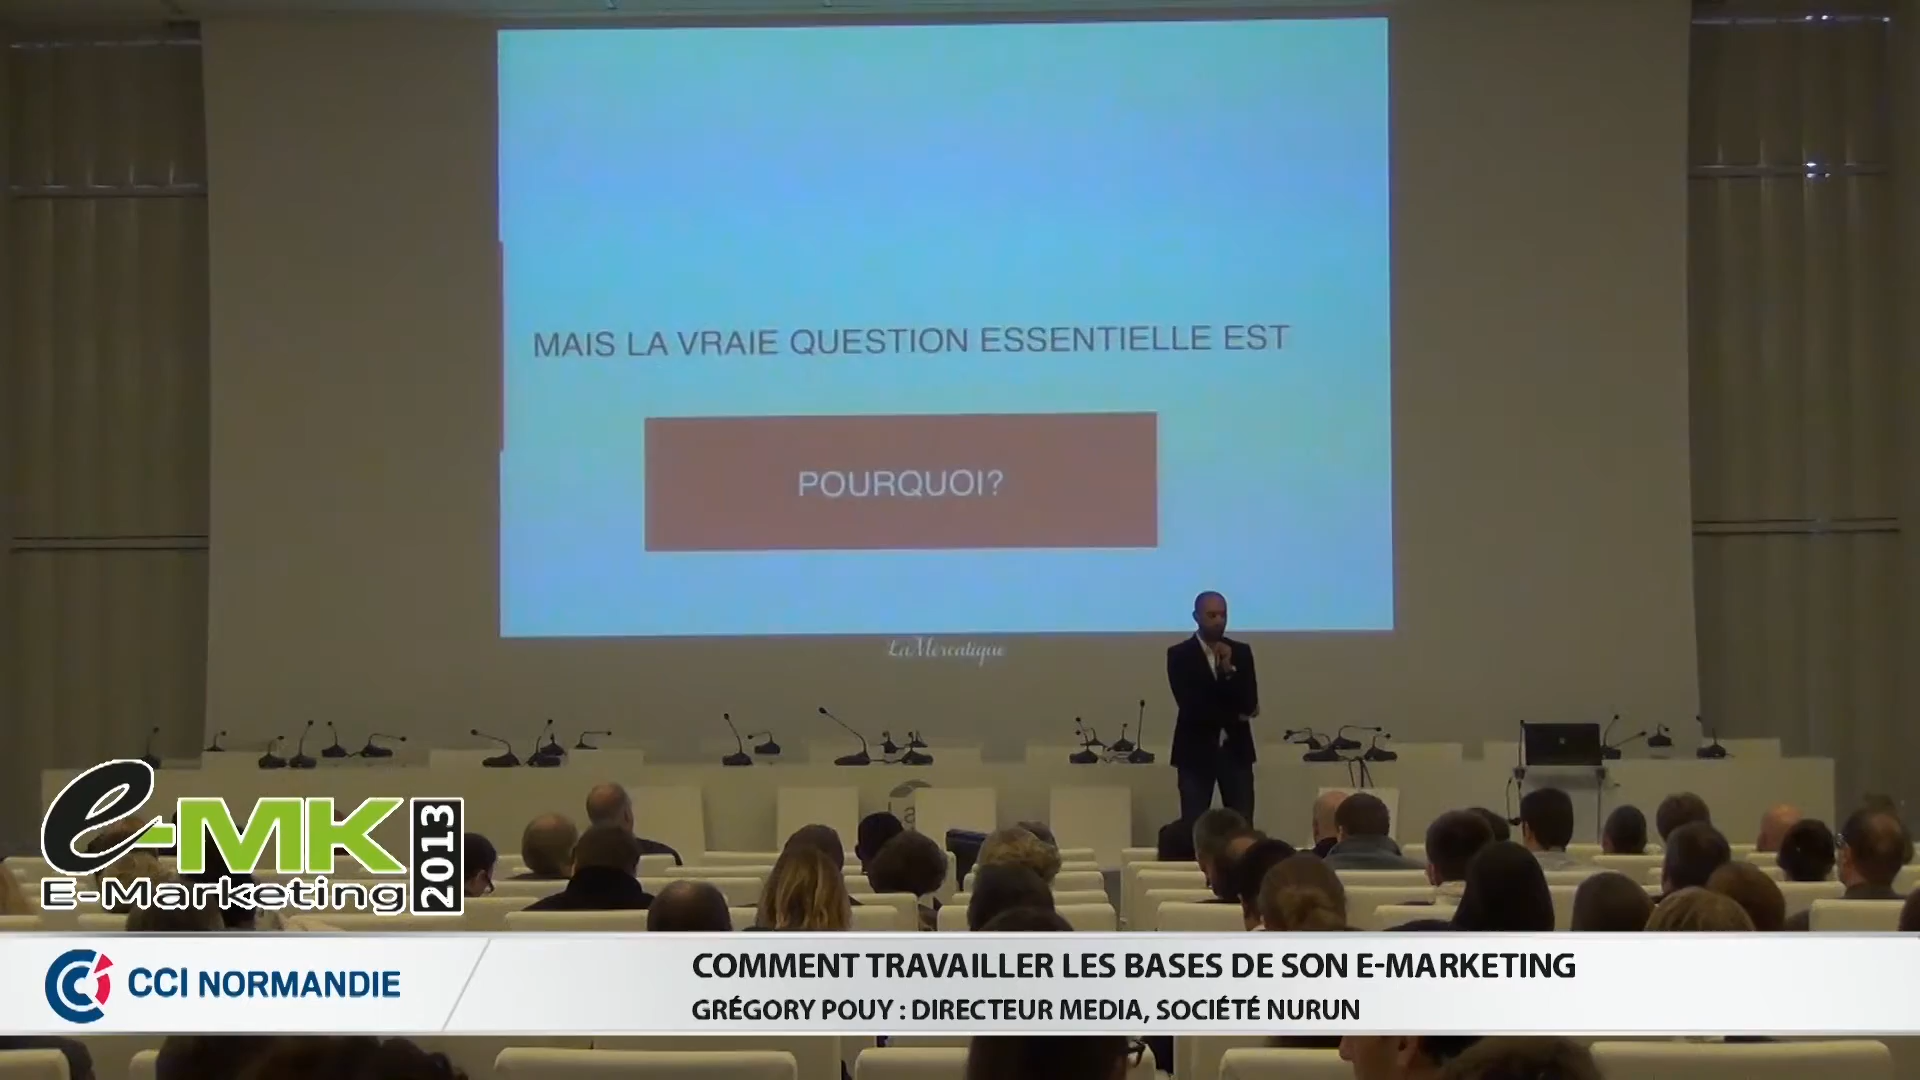 MAIS LA VRAIE QUESTION ESSENTIELLE EST
POURQUOI?
LaMercatique
e-MK
E-Marketing
2013
CCI NORMANDIE
COMMENT TRAVAILLER LES BASES DE SON E-MARKETING
GRÉGORY POUY : DIRECTEUR MEDIA, SOCIÉTÉ NURUN